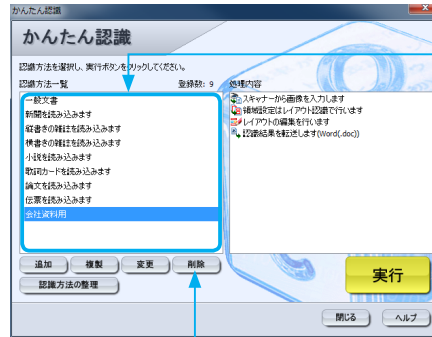 かんたん認識
かんたん認識
認識方法を選択し、実行ボタンをクリックしてください。
認識方法一覧 登録数: 9 処理内容
一般文書
新聞を読み込みます
縦書きの雑誌を読み込みます
横書きの雑誌を読み込みます
小説を読み込みます
歌詞カードを読み込みます
論文を読み込みます
伝票を読み込みます
会社資料用
スキャナーから画像を入力します
領域設定はレイアウト認識で行います
レイアウトの編集を行います
認識結果を転送します(Word(.doc))
追加 複製 変更 削除
認識方法の整理
実行
閉じる ヘルプ